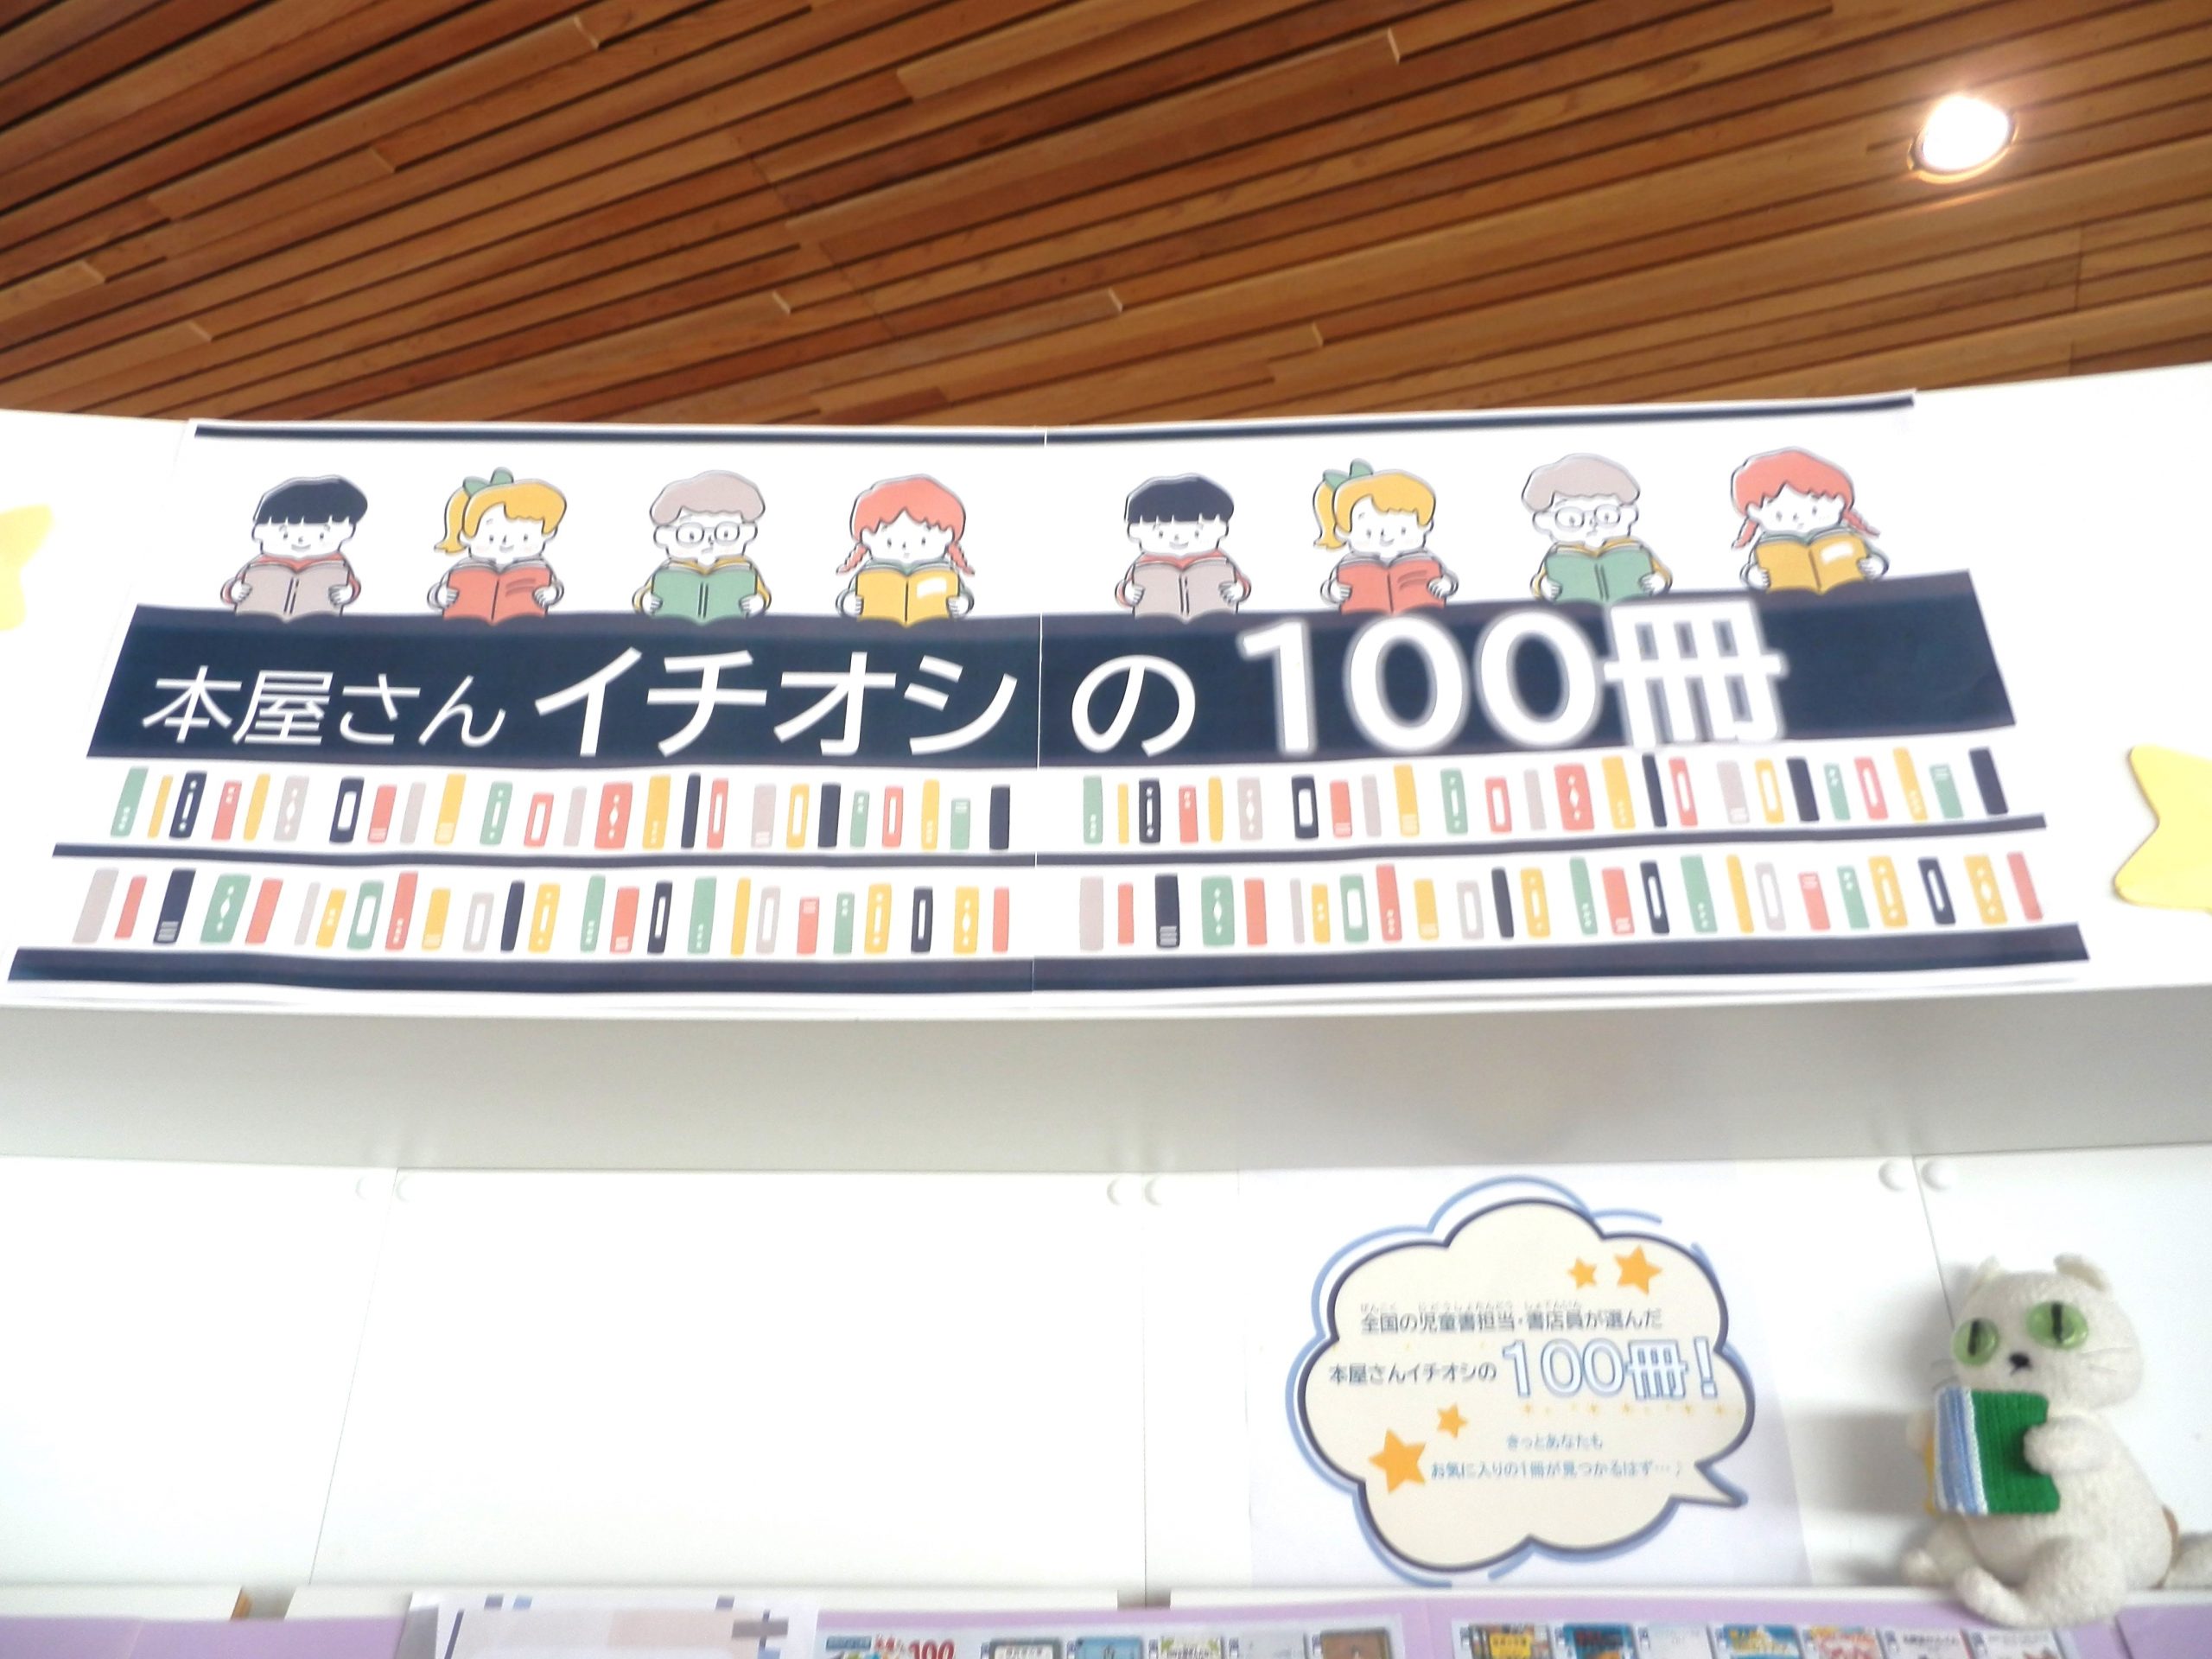 本屋さんイチオシの100冊
全国の児童書担当・書店員が選んだ
本屋さんイチオシの100冊!
きっとあなたも
お気に入りの1冊が見つかるはず…♪
100